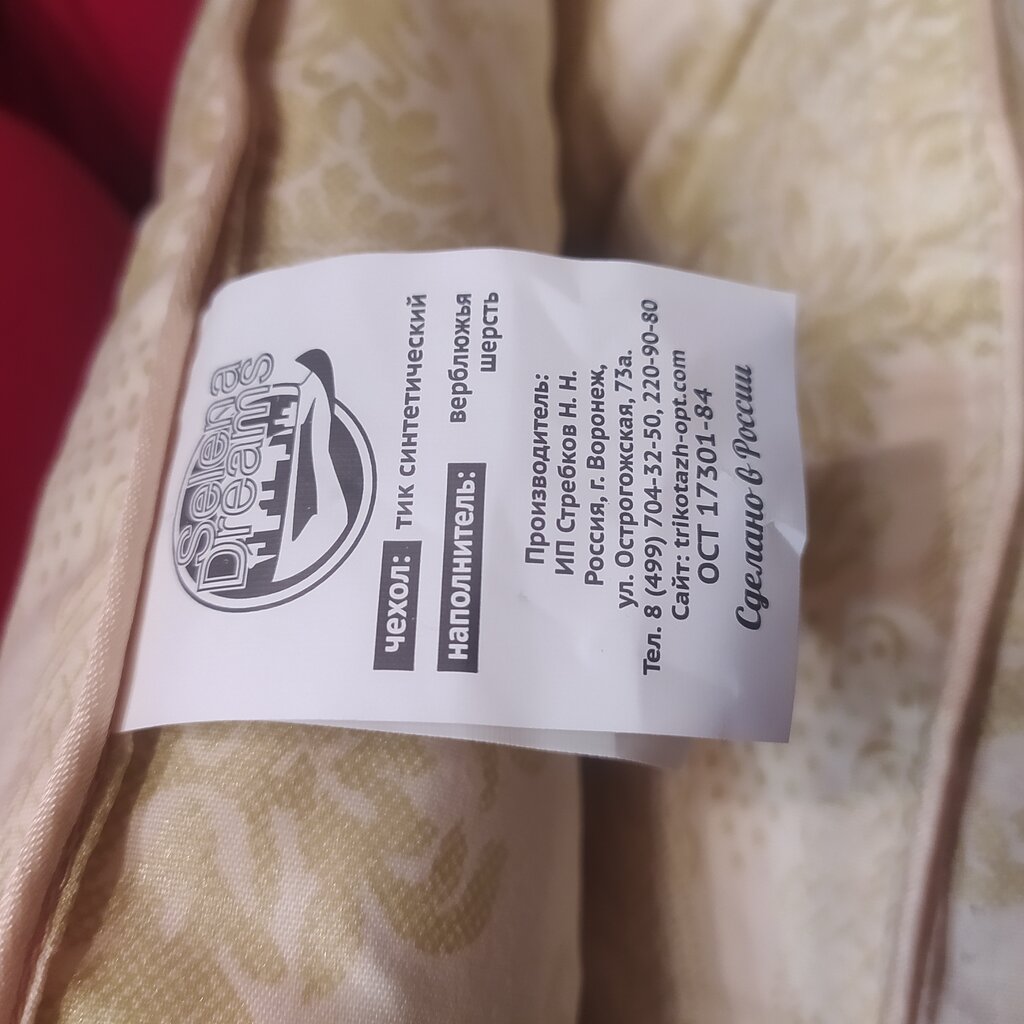 Selena
Dreams
чехол: тик синтетический
наполнитель: верблюжья
шерсть
Производитель:
ИП Стребков Н. Н.
Россия, г. Воронеж,
ул. Острогожская, 73а.
Тел. 8 (499) 704-32-50, 220-90-80
Сайт: trikotazh-opt.com
ОСТ 17301-84
Сделано в России